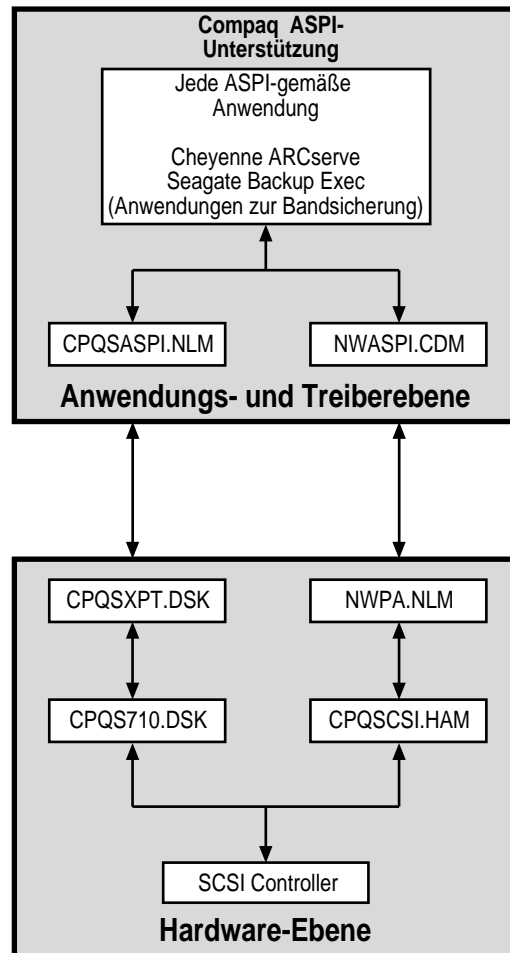 Compaq ASPI-
Unterstützung
Jede ASPI-gemäße
Anwendung
Cheyenne ARCserve
Seagate Backup Exec
(Anwendungen zur Bandsicherung)
CPQSASPI.NLM
NWASPI.CDM
Anwendungs- und Treiberebene
CPQSXPT.DSK
NWPA.NLM
CPQS710.DSK
CPQSCSI.HAM
SCSI Controller
Hardware-Ebene